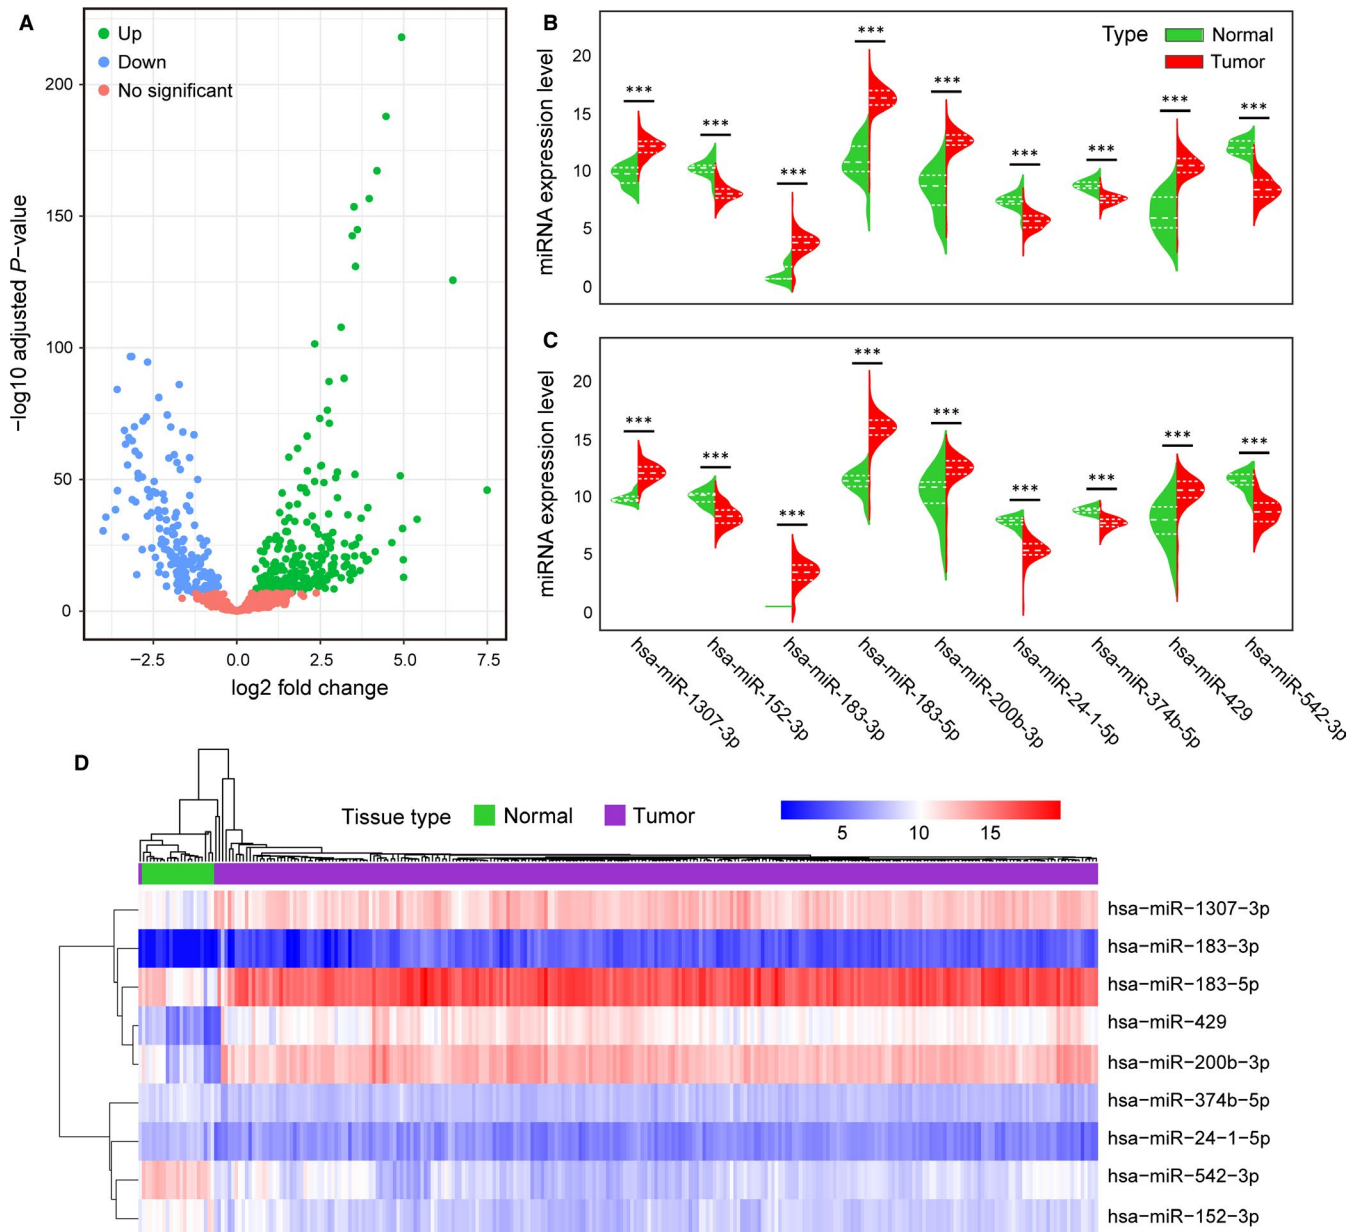 A
Up
Down
No significant
200
150
100
50
0
−log10 adjusted P−value
−2.5
0.0
2.5
5.0
7.5
log2 fold change
B
Type
Normal
Tumor
20
15
10
5
0
miRNA expression level
***
***
***
***
***
***
***
***
***
C
20
15
10
5
0
miRNA expression level
***
***
***
***
***
***
***
***
***
hsa-miR-1307-3p
hsa-miR-152-3p
hsa-miR-183-3p
hsa-miR-183-5p
hsa-miR-200b-3p
hsa-miR-24-1-5p
hsa-miR-374b-5p
hsa-miR-429
hsa-miR-542-3p
D
Tissue type
Normal
Tumor
5
10
15
hsa−miR−1307−3p
hsa−miR−183−3p
hsa−miR−183−5p
hsa−miR−429
hsa−miR−200b−3p
hsa−miR−374b−5p
hsa−miR−24−1−5p
hsa−miR−542−3p
hsa−miR−152−3p